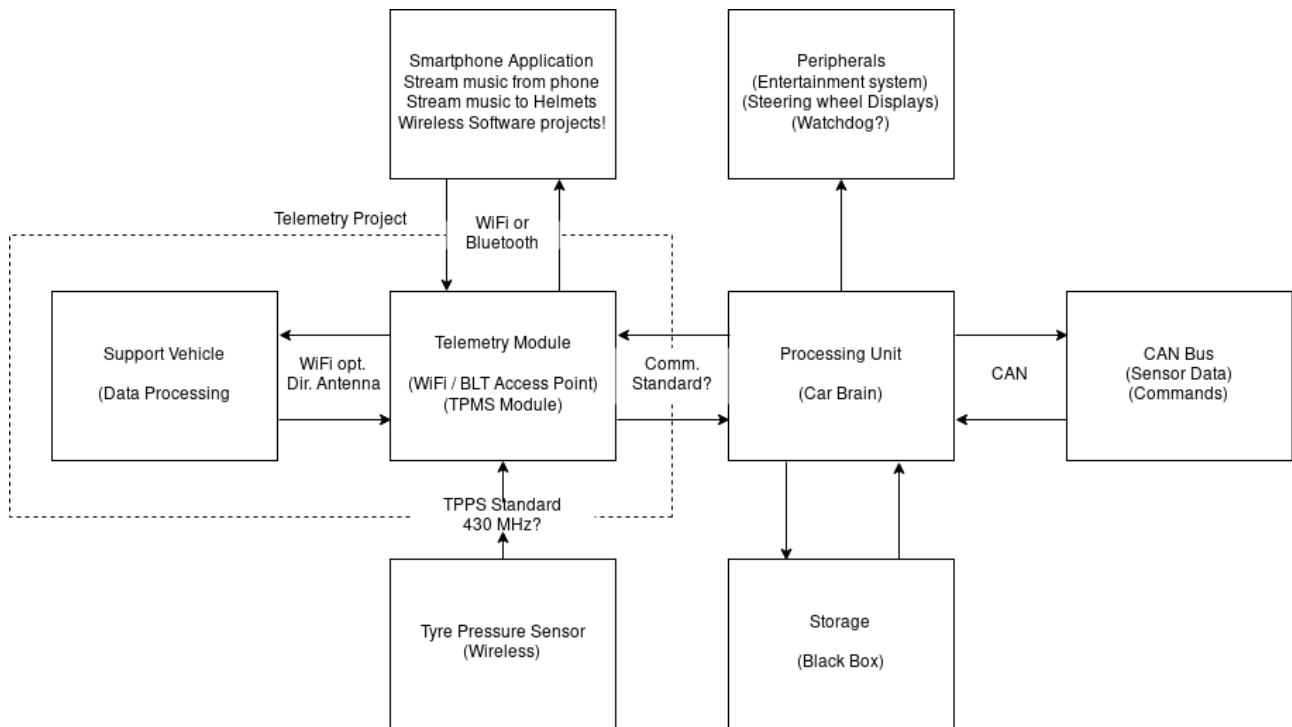 Smartphone Application
Stream music from phone
Stream music to Helmets
Wireless Software projects!
Peripherals
(Entertainment system)
(Steering wheel Displays)
(Watchdog?)
Telemetry Project
WiFi or
Bluetooth
Support Vehicle
(Data Processing
WiFi opt.
Dir. Antenna
Telemetry Module
(WiFi / BLT Access Point)
(TPMS Module)
Comm.
Standard?
Processing Unit
(Car Brain)
CAN
CAN Bus
(Sensor Data)
(Commands)
TPPS Standard
430 MHz?
Tyre Pressure Sensor
(Wireless)
Storage
(Black Box)